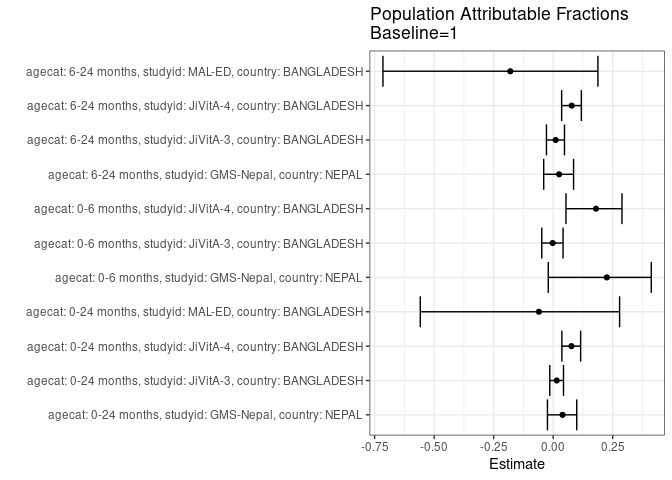 Population Attributable Fractions
Baseline=1
agecat: 6-24 months, studyid: MAL-ED, country: BANGLADESH
agecat: 6-24 months, studyid: JiVitA-4, country: BANGLADESH
agecat: 6-24 months, studyid: JiVitA-3, country: BANGLADESH
agecat: 6-24 months, studyid: GMS-Nepal, country: NEPAL
agecat: 0-6 months, studyid: JiVitA-4, country: BANGLADESH
agecat: 0-6 months, studyid: JiVitA-3, country: BANGLADESH
agecat: 0-6 months, studyid: GMS-Nepal, country: NEPAL
agecat: 0-24 months, studyid: MAL-ED, country: BANGLADESH
agecat: 0-24 months, studyid: JiVitA-4, country: BANGLADESH
agecat: 0-24 months, studyid: JiVitA-3, country: BANGLADESH
agecat: 0-24 months, studyid: GMS-Nepal, country: NEPAL
-0.75 -0.50 -0.25 0.00 0.25
Estimate